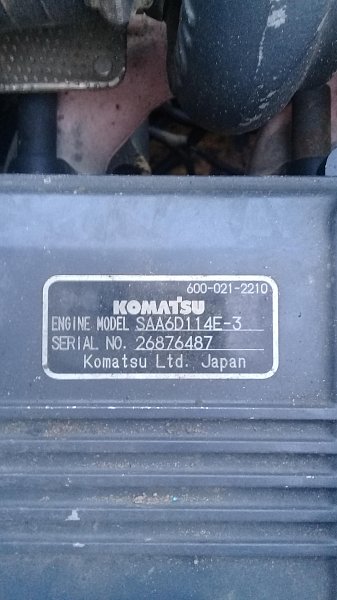 600-021-2210
KOMATSU
ENGINE MODEL SAA6D114E-3
SERIAL NO. 26876487
Komatsu Ltd. Japan